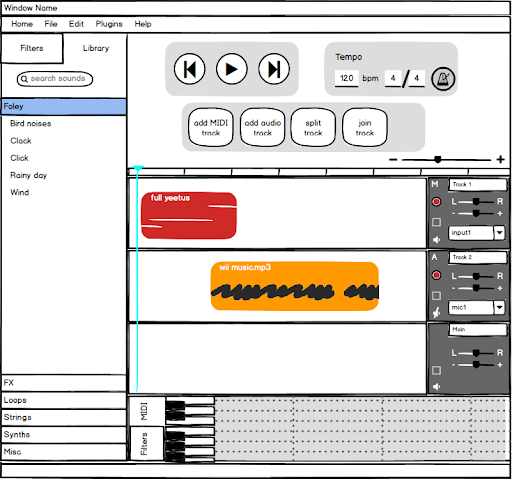 Window Name
Home File Edit Plugins Help
Filters Library
search sounds
Foley
Bird noises
Clack
Click
Rainy day
Wind
FX
Loops
Strings
Synths
Misc
Tempo
120 bpm 4 / 4
add MIDI track
add audio track
split track
join track
- +
full yeetus
M Track 1
L R
- +
input1
wii music.mp3
A Track 2
L R
- +
mic1
Main
L R
- +
MIDI
Filters